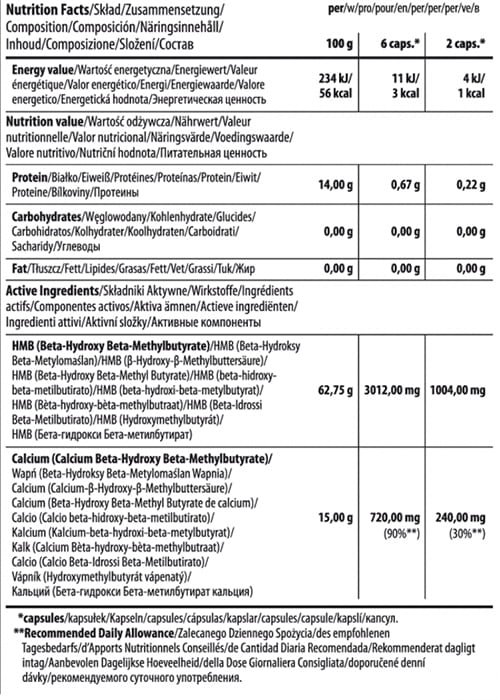 Nutrition Facts/Skład/Zusammensetzung/
Composition/Composición/Näringsinnehåll/
Inhoud/Composizione/Složení/Состав
per/w/pro/pour/en/per/per/per/ve/в
100 g 6 caps.* 2 caps.*
Energy value/Wartość energetyczna/Energiewert/Valeur
énergétique/Valor energético/Energi/Energiewaarde/Valore
energetico/Energetická hodnota/Энергетическая ценность
234 kJ/ 11 kJ/ 4 kJ/
56 kcal 3 kcal 1 kcal
Nutrition value/Wartość odżywcza/Nährwert/Valeur
nutritionnelle/Valor nutricional/Näringsvärde/Voedingswaarde/
Valore nutritivo/Nutriční hodnota/Питательная ценность
Protein/Białko/Eiweiß/Protéines/Proteínas/Protein/Eiwit/
Proteine/Bílkoviny/Протеины
14,00 g 0,67 g 0,22 g
Carbohydrates/Węglowodany/Kohlenhydrate/Glucides/
Carbohidratos/Kolhydrater/Koolhydraten/Carboidrati/
Sacharidy/Углеводы
0,00 g 0,00 g 0,00 g
Fat/Tłuszcz/Fett/Lipides/Grasas/Fett/Vet/Grassi/Tuk/Жир
0,00 g 0,00 g 0,00 g
Active Ingredients/Składniki Aktywne/Wirkstoffe/Ingrédients
actifs/Componentes activos/Aktiva ämnen/Actieve ingrediënten/
Ingredienti attivi/Aktivní složky/Активные компоненты
HMB (Beta-Hydroxy Beta-Methylbutyrate)/HMB (Beta-Hydroksy
Beta-Metylomaślan)/HMB (β-Hydroxy-β-Methylbuttersäure)/
HMB (Beta-Hydroxy Beta-Methyl Butyrate)/HMB (beta-hidroxy-
beta-metilbutirato)/HMB (beta-hydroxi-beta-metylbutyrat)/
HMB (Bèta-hydroxy-bèta-methylbutraat)/HMB (Beta-Idrossi
Beta-Metilbutirato)/HMB (Hydroxymethylbutyrát)/
HMB (Бета-гидрокси Бета-метилбутират)
62,75 g 3012,00 mg 1004,00 mg
Calcium (Calcium Beta-Hydroxy Beta-Methylbutyrate)/
Wapń (Beta-Hydroksy Beta-Metylomaślan Wapnia)/
Calcium (Calcium-β-Hydroxy-β-Methylbuttersäure)/
Calcium (Beta-Hydroxy Beta-Methyl Butyrate de calcium)/
Calcio (Calcio beta-hidroxy-beta-metilbutirato)/
Kalcium (Kalcium-beta-hydroxi-beta-metylbutyrat)/
Kalk (Calcium Bèta-hydroxy-bèta-methylbutraat)/
Calcio (Calcio Beta-Idrossi Beta-Metilbutirato)/
Vápník (Hydroxymethylbutyrát vápenatý)/
Кальций (Бета-гидрокси Бета-метилбутират кальция)
15,00 g 720,00 mg 240,00 mg
(90%**) (30%**)
*capsules/kapsułek/Kapseln/capsules/cápsulas/kapslar/capsules/capsule/kapslí/капсул.
**Recommended Daily Allowance/Zalecanego Dziennego Spożycia/des empfohlenen
Tagesbedarfs/d'Apports Nutritionnels Conseillés/de Cantidad Diaria Recomendada/Rekommenderat dagligt
intag/Aanbevolen Dagelijkse Hoeveelheid/della Dose Giornaliera Consigliata/doporučené denní
dávky/рекомендуемого суточного употребления.